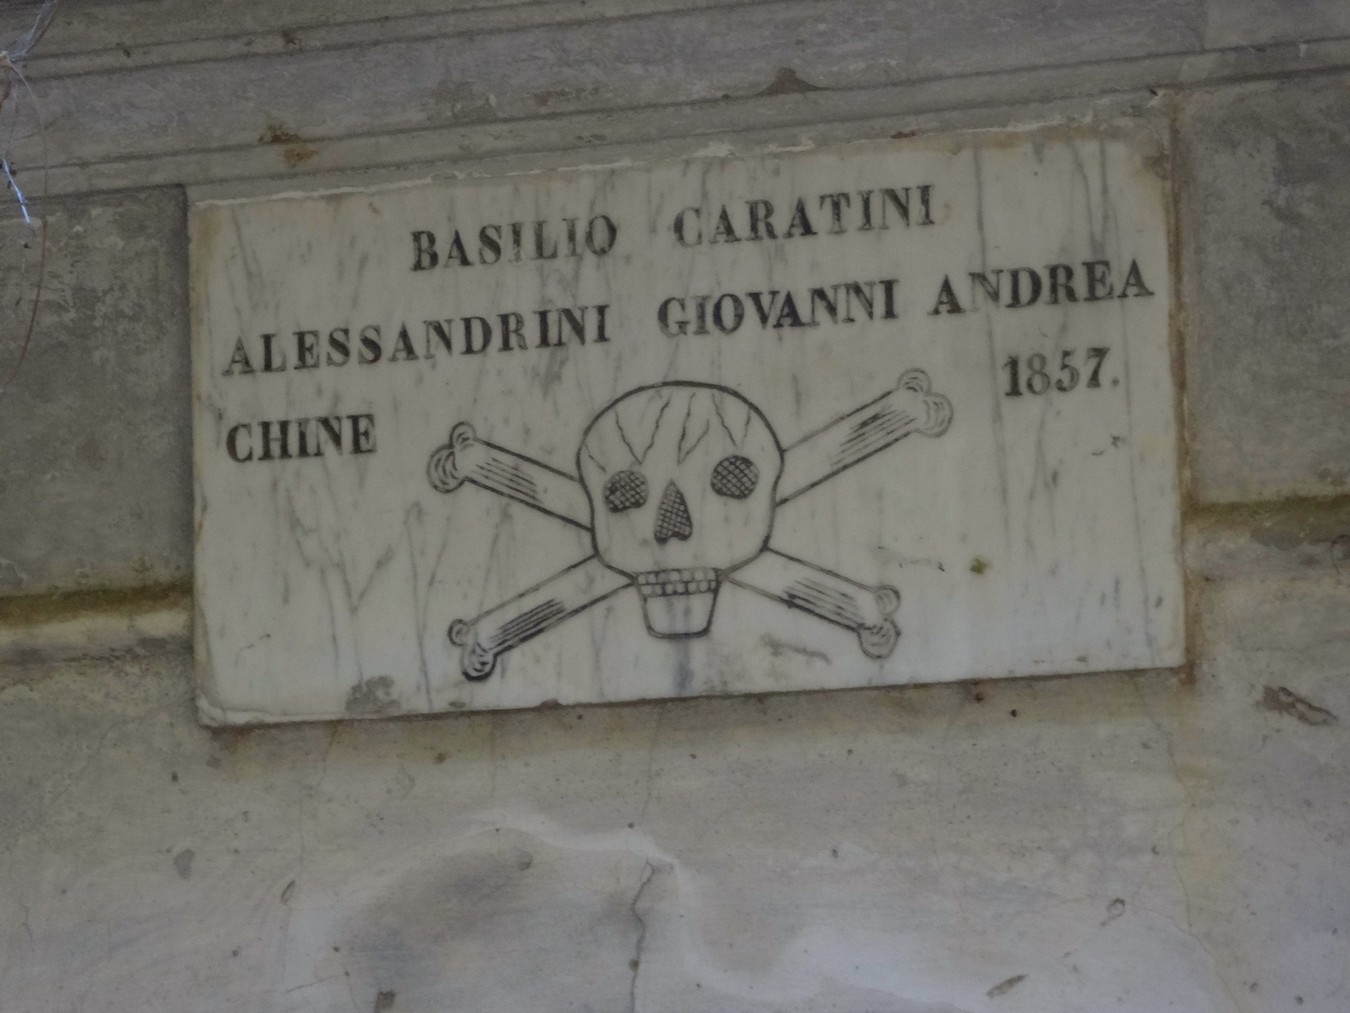 BASILIO CARATINI
ALESSANDRINI GIOVANNI ANDREA
CHINE 1857.